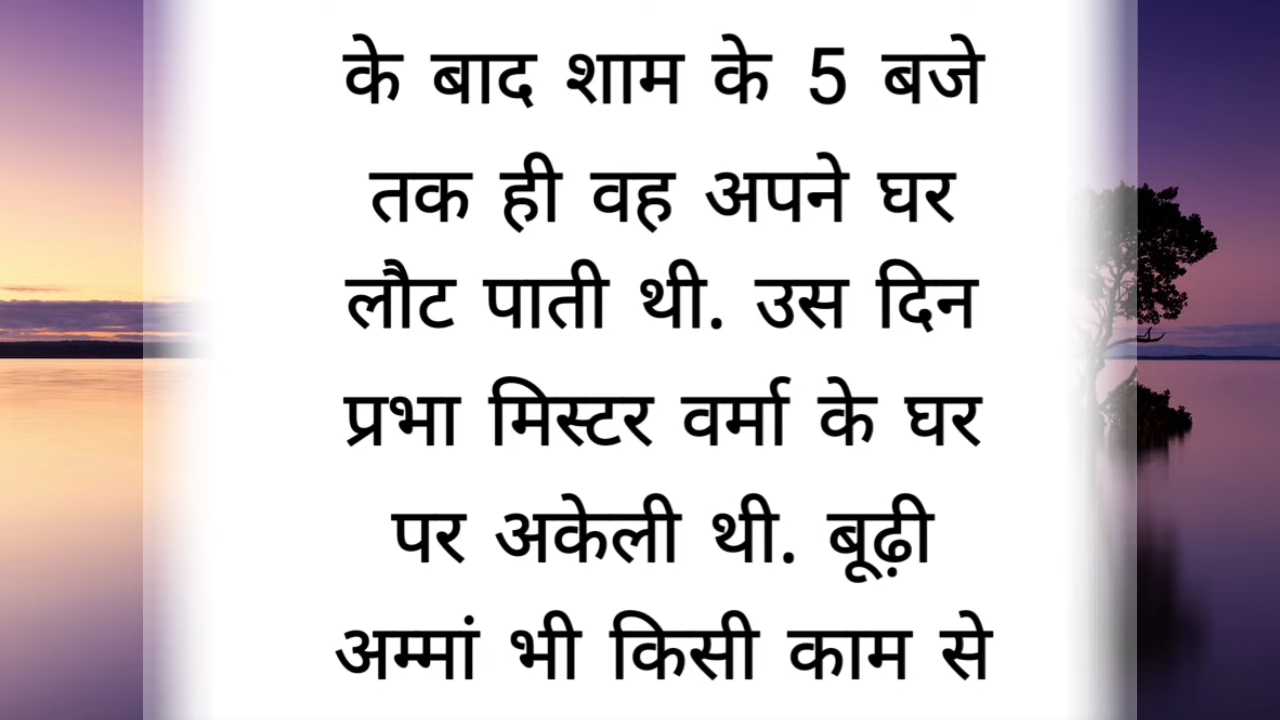 के बाद शाम के 5 बजे
तक ही वह अपने घर
लौट पाती थी. उस दिन
प्रभा मिस्टर वर्मा के घर
पर अकेली थी. बूढ़ी
अम्मां भी किसी काम से